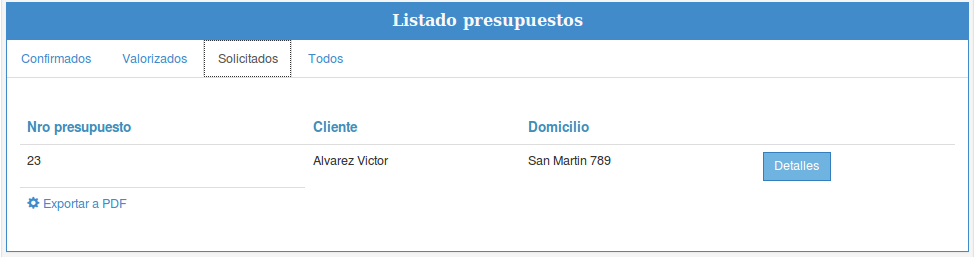 Listado presupuestos
Confirmados Valorizados Solicitados Todos
Nro presupuesto Cliente Domicilio
23 Alvarez Victor San Martin 789 Detalles
Exportar a PDF